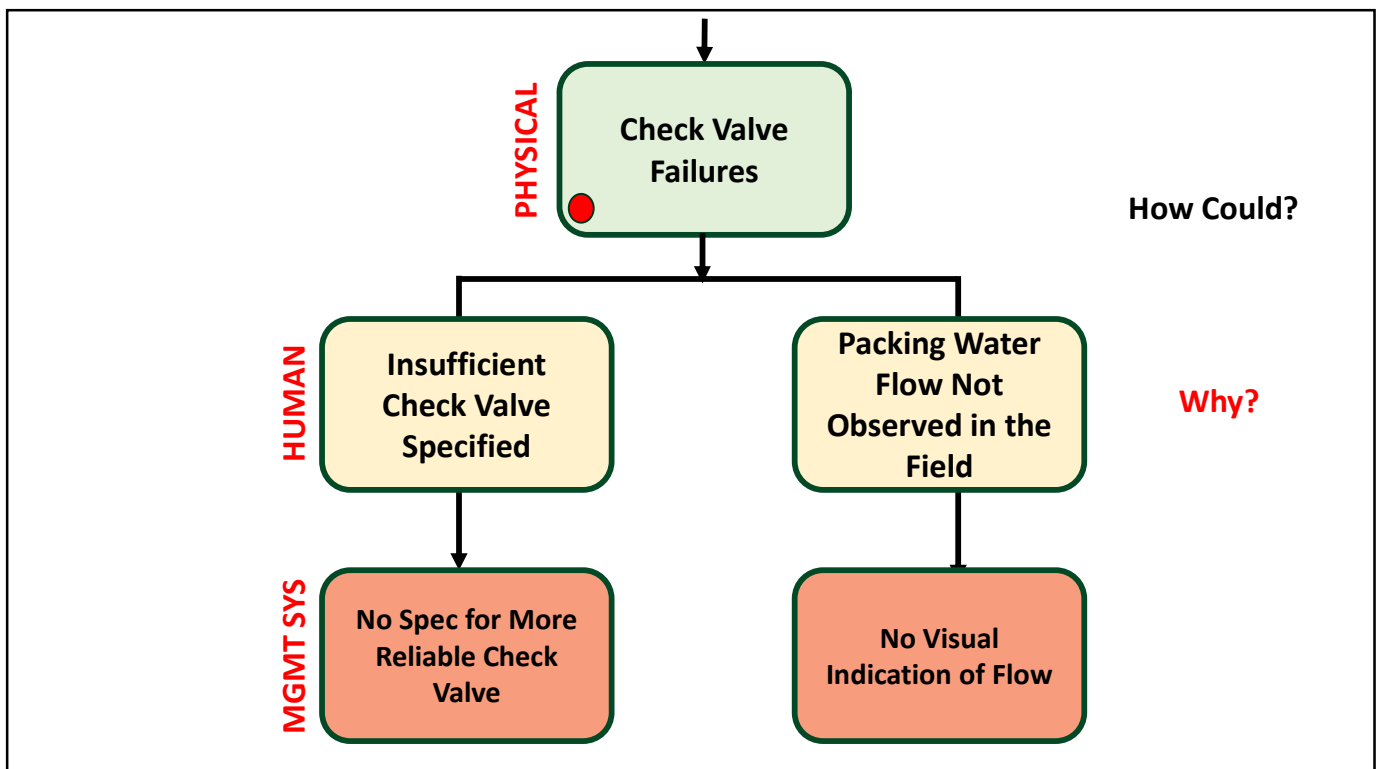 PHYSICAL
Check Valve
Failures
How Could?
HUMAN
Insufficient
Check Valve
Specified
Packing Water
Flow Not
Observed in the
Field
Why?
MGMT SYS
No Spec for More
Reliable Check
Valve
No Visual
Indication of Flow